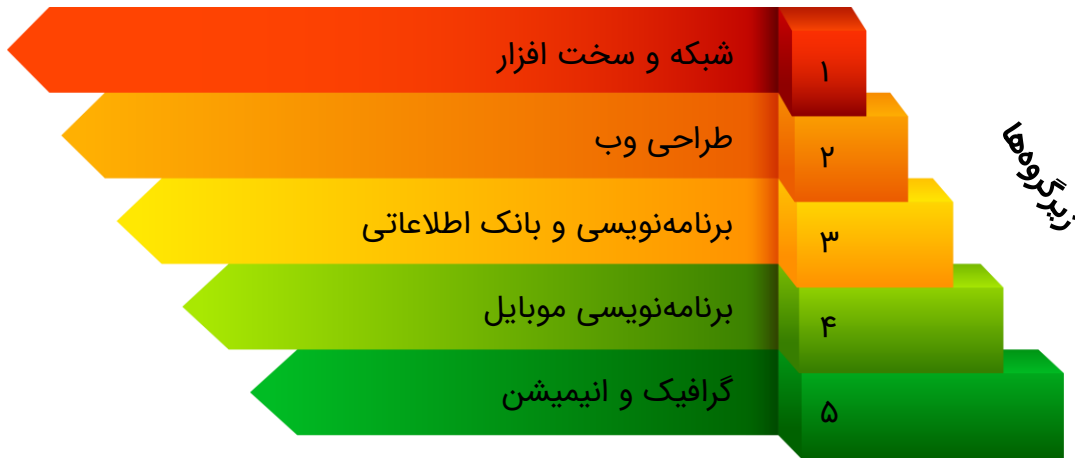 زیرگروه‌ها
۱ شبکه و سخت افزار
۲ طراحی وب
۳ برنامه‌نویسی و بانک اطلاعاتی
۴ برنامه‌نویسی موبایل
۵ گرافیک و انیمیشن